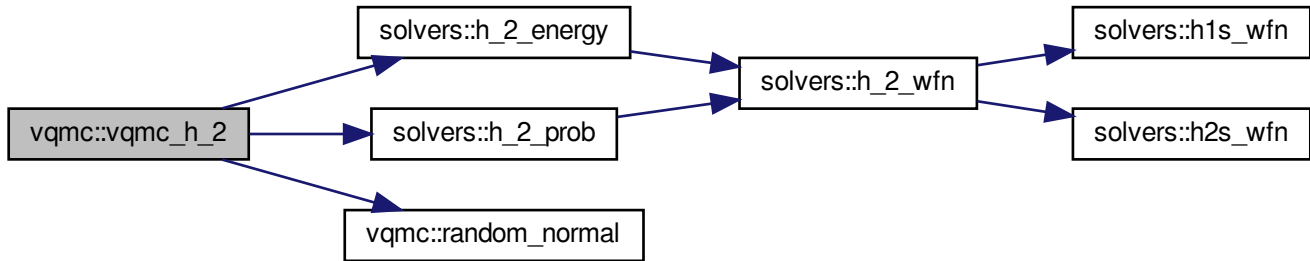 vqmc::vqmc_h_2
solvers::h_2_energy
solvers::h_2_prob
vqmc::random_normal
solvers::h_2_wfn
solvers::h1s_wfn
solvers::h2s_wfn